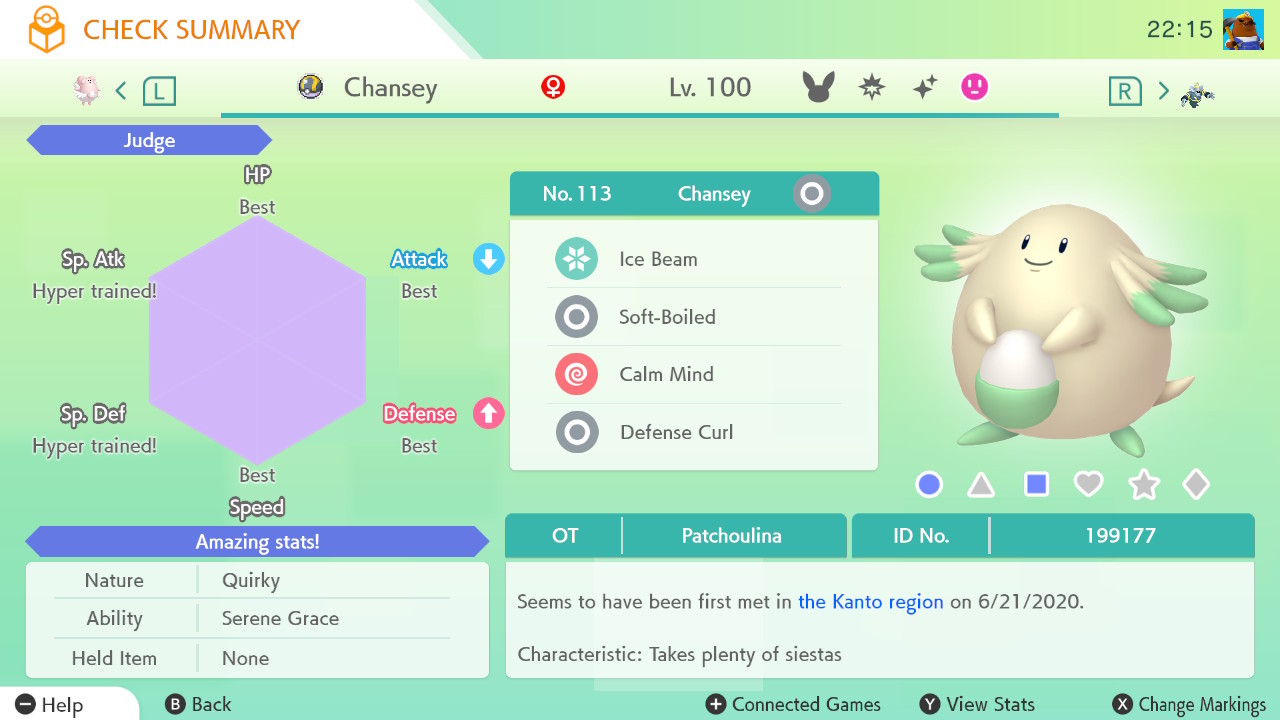 CHECK SUMMARY
22:15
L
Chansey
Lv. 100
R
Judge
HP
Best
Sp. Atk
Hyper trained!
Attack
Best
Sp. Def
Hyper trained!
Defense
Best
Best
Speed
Amazing stats!
Nature Quirky
Ability Serene Grace
Held Item None
No. 113 Chansey
Ice Beam
Soft-Boiled
Calm Mind
Defense Curl
OT Patchoulina
ID No. 199177
Seems to have been first met in the Kanto region on 6/21/2020.
Characteristic: Takes plenty of siestas
Help
B Back
Connected Games
Y View Stats
X Change Markings